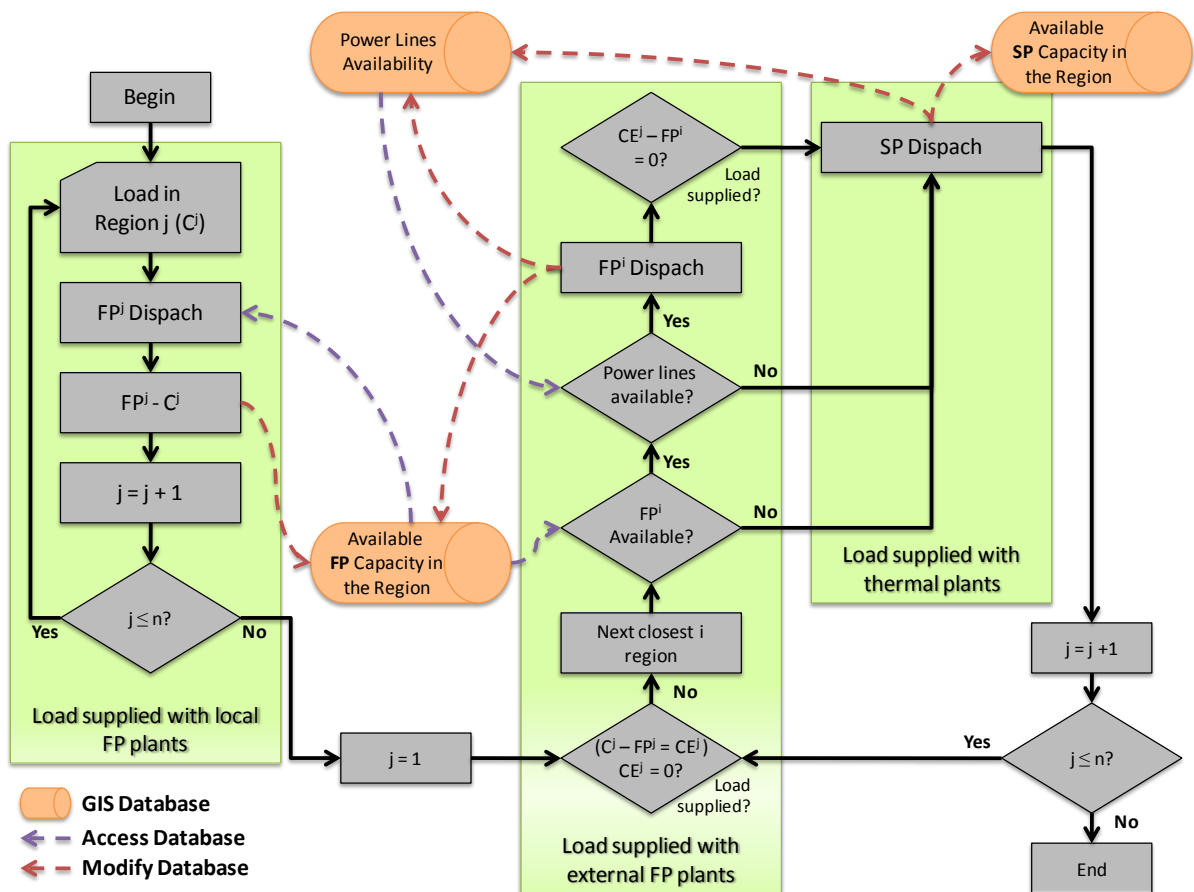 Begin
Load in
Region j (Cʲ)
FPʲ Dispach
FPʲ - Cʲ
j = j + 1
j ≤ n?
Yes
No
Load supplied with local
FP plants
GIS Database
Access Database
Modify Database
Power Lines
Availability
Available
FP Capacity in
the Region
j = 1
CEʲ – FPⁱ
= 0?
Load
supplied?
FPⁱ Dispach
Yes
Power lines
available?
No
Yes
FPⁱ
Available?
No
Next closest i
region
No
(Cʲ – FPʲ = CEʲ)
CEʲ = 0?
Load
supplied?
Load supplied with
external FP plants
Available
SP Capacity in
the Region
SP Dispach
Load supplied with
thermal plants
j = j +1
Yes
j ≤ n?
No
End